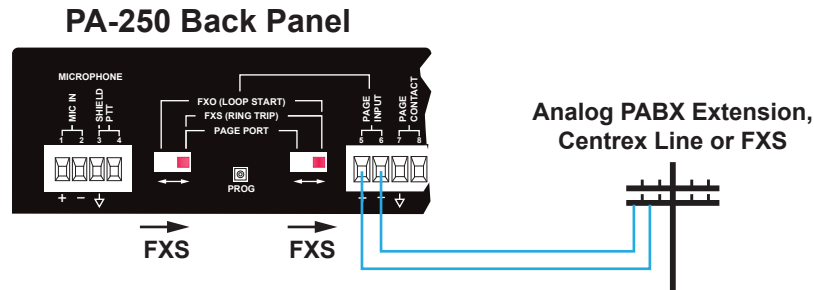 PA-250 Back Panel
MICROPHONE
MIC IN
SHIELD
PTT
1 2 3 4
+ −
FXO (LOOP START)
FXS (RING TRIP)
PAGE PORT
PROG
PAGE
INPUT
PAGE
CONTACT
5 6 7 8
+ −
FXS
FXS
Analog PABX Extension,
Centrex Line or FXS